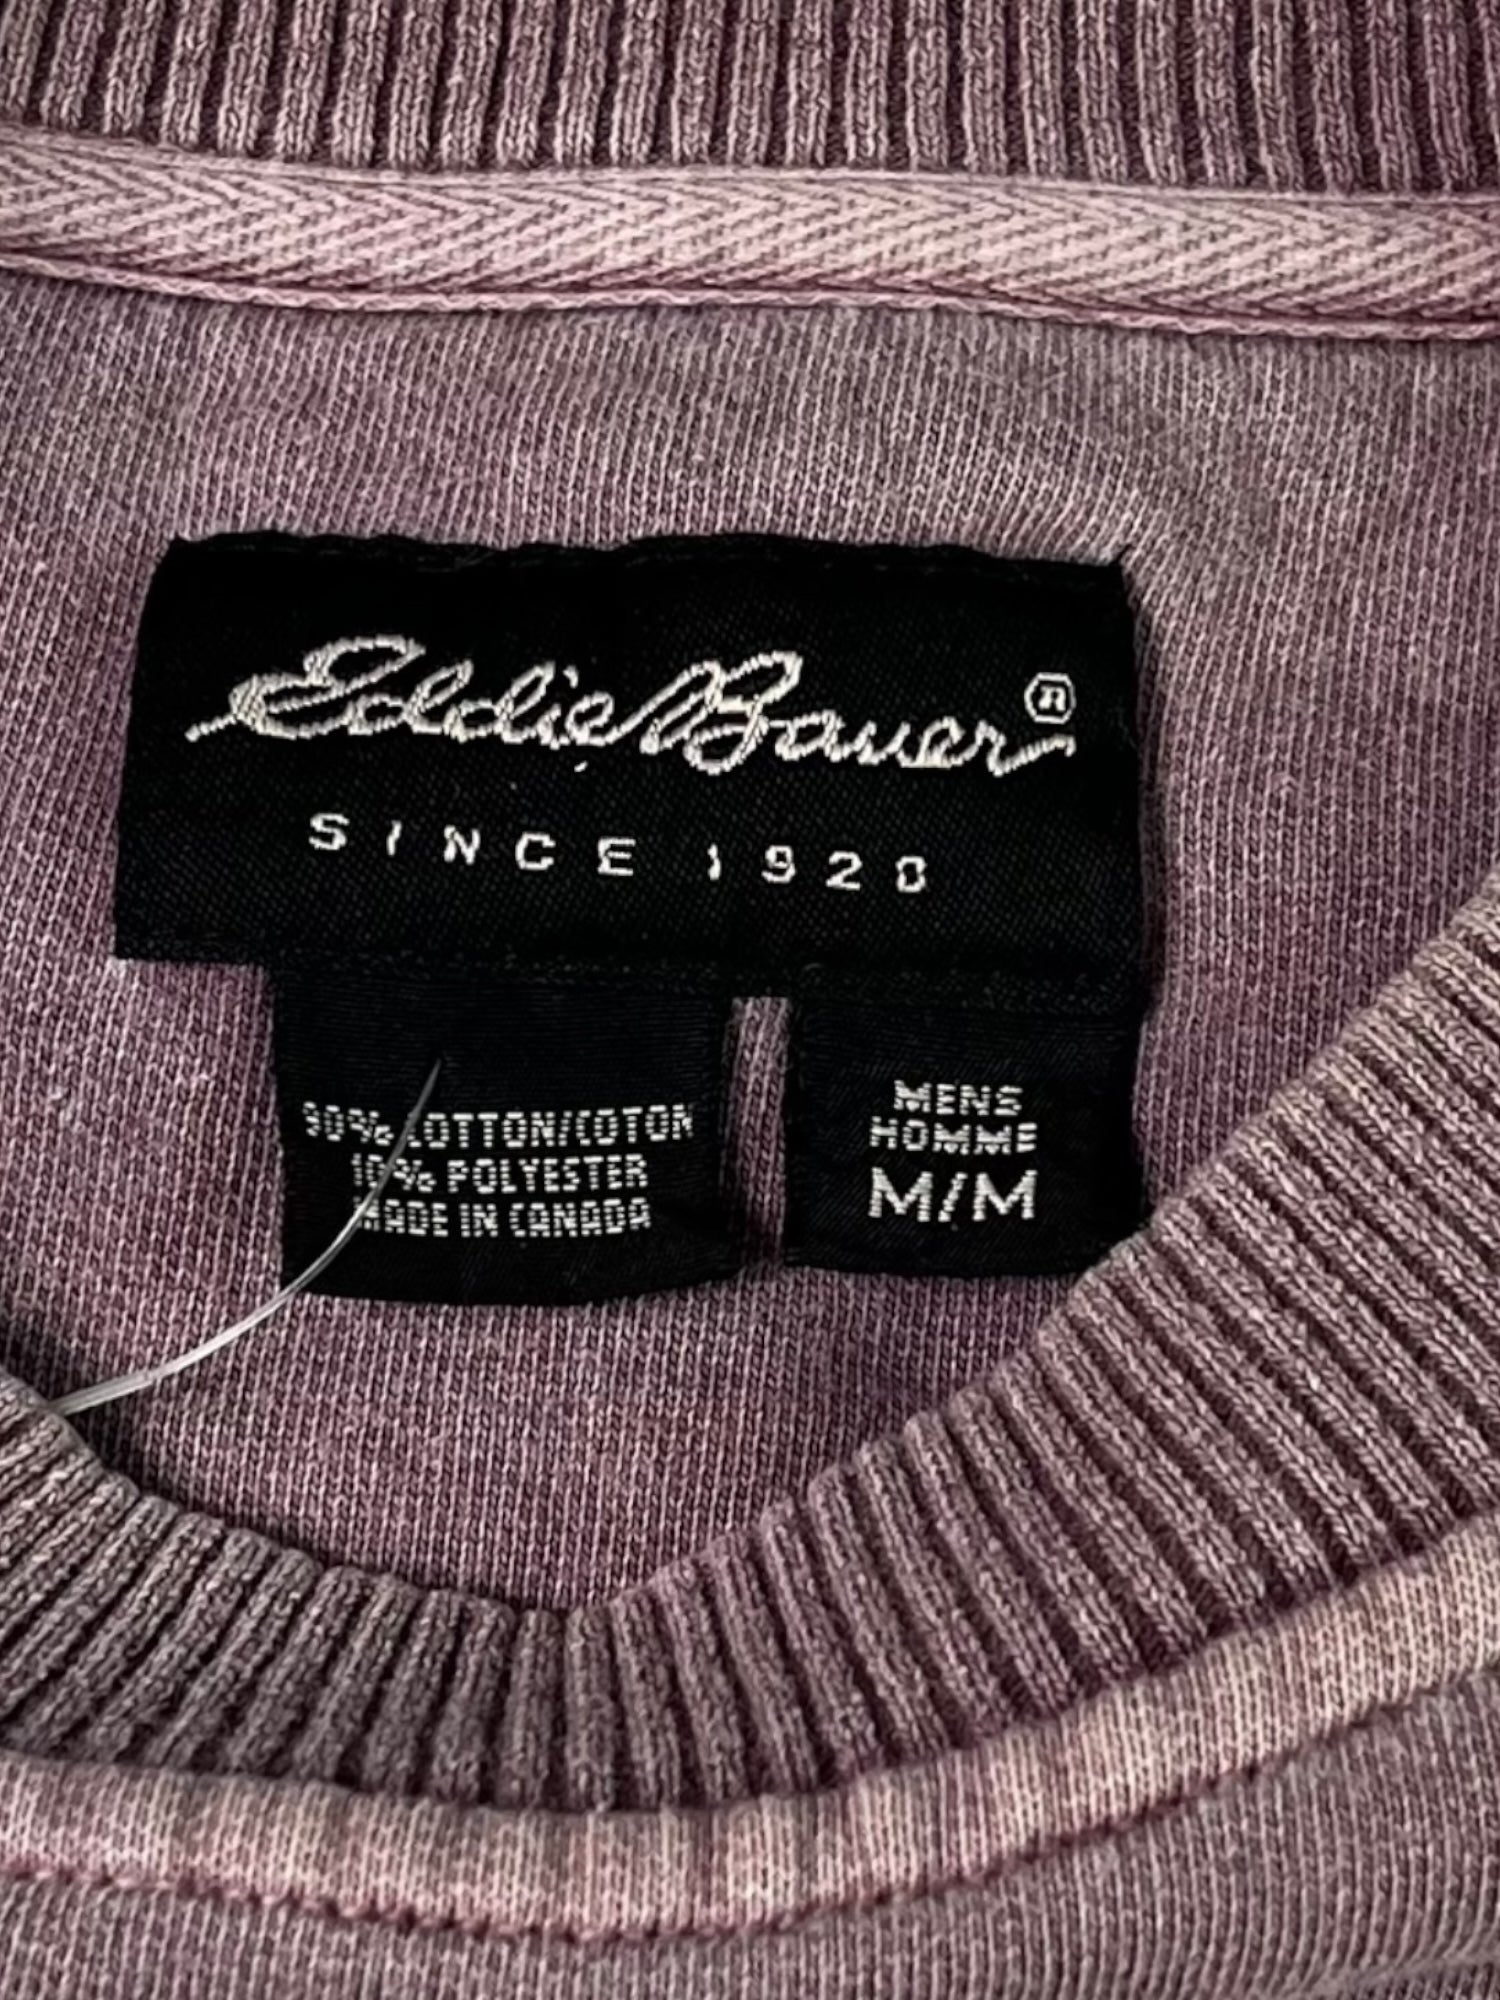 Eddie Bauer®
SINCE 1920
90% COTTON/COTON
10% POLYESTER
MADE IN CANADA
MENS
HOMME
M/M